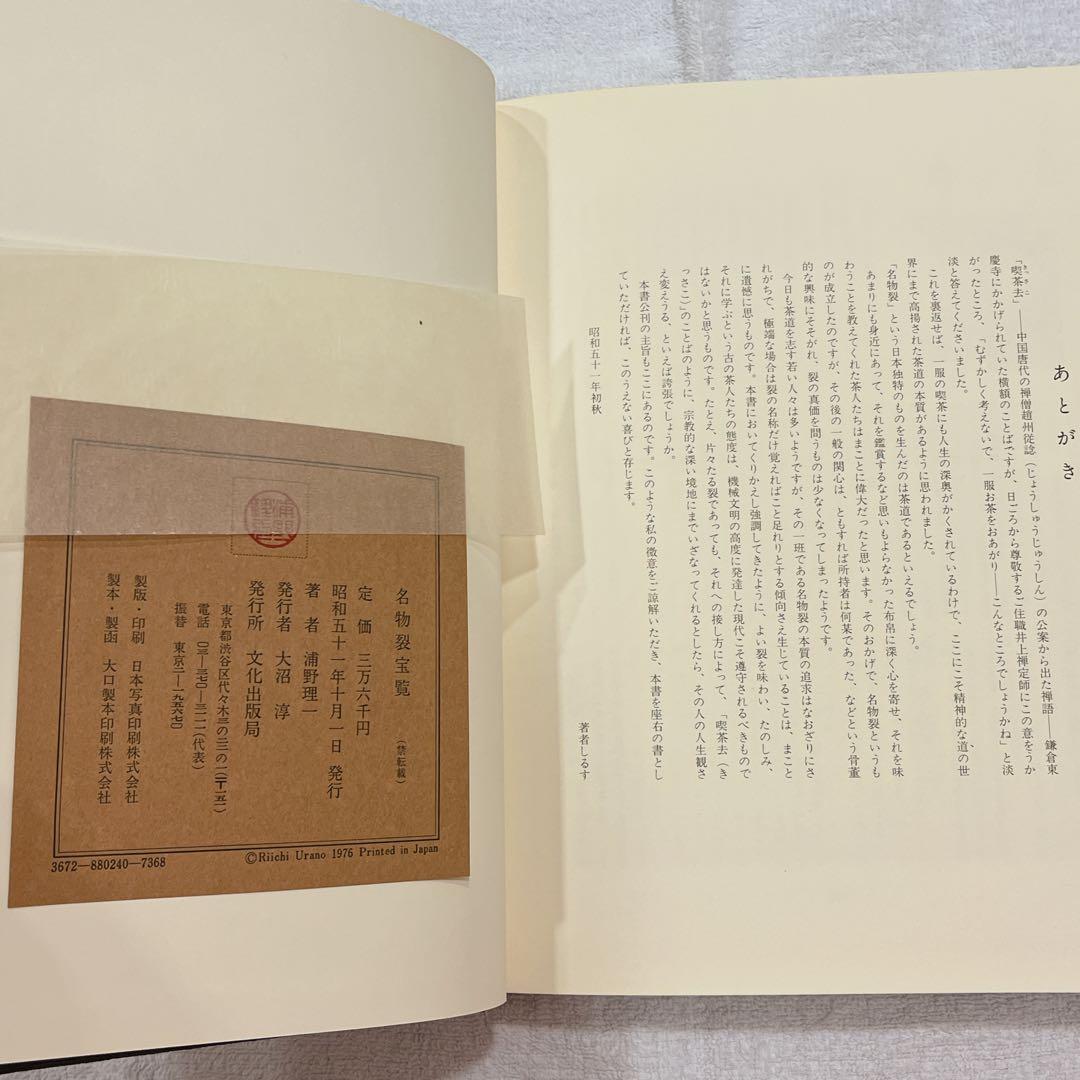 あとがき
「喫茶去」――中国唐代の禅僧趙州従諗（じょうしゅうじゅうしん）の公案から出た禅語――鎌倉東
慶寺にかかげられていた横額のことばですが、日ごろから尊敬するご住職井上禅定師にこの意をうか
がったところ、「むずかしく考えないで、一服お茶をおあがり――こんなところでしょうかね」と淡
淡と答えてくださいました。
これを裏返せば、一服の喫茶にも人生の深奥がかくされているわけで、ここにこそ精神的な道の世
界にまで高揚された茶道の本質があるように思われました。
「名物裂」という日本独特のものを生んだのは茶道であるといえるでしょう。
あまりにも身近にあって、それを鑑賞するなど思いもよらなかった布帛に深く心を寄せ、それを味
わうことを教えてくれた茶人たちはまことに偉大だったと思います。そのおかげで、名物裂というも
のが成立したのですが、その後の一般の関心は、ともすれば所持者は何某であった、などという骨董
的な興味にそそがれ、裂の真価を問うものは少なくなってしまったようです。
今日も茶道を志す若い人々は多いようですが、その一班である名物裂の本質の追求はなおざりにさ
れがちで、極端な場合は裂の名称だけ覚えればこと足れりとする傾向さえ生じていることは、まこと
に遺憾に思うものです。本書においてくりかえし強調してきたように、よい裂を味わい、たのしみ、
それに学ぶという古の茶人たちの態度は、機械文明の高度に発達した現代こそ遵守されるべきもので
はないかと思うものです。たとえ、片々たる裂であっても、それへの接し方によって、「喫茶去（き
っさこ）」のことばのように、宗教的な深い境地にまでいざなってくれるとしたら、その人の人生観さ
え変えうる、といえば誇張でしょうか。
本書公刊の主旨もここにあるのです。このような私の微意をご諒解いただき、本書を座右の書とし
ていただければ、このうえない喜びと存じます。
昭和五十一年初秋
著者しるす
名物裂宝覧　（禁転載）
定　価　三万六千円
昭和五十一年十月一日 発行
著　者　浦野理一
発行者　大沼　淳
発行所　文化出版局
東京都渋谷区代々木三の三の一（〒一五一）
電話　〇三―三七〇―三一一一（代表）
振替　東京二―一九五六七〇
製版・印刷　日本写真印刷株式会社
製本・製函　大口製本印刷株式会社
©Riichi Urano 1976 Printed in Japan
3672―880240―7368